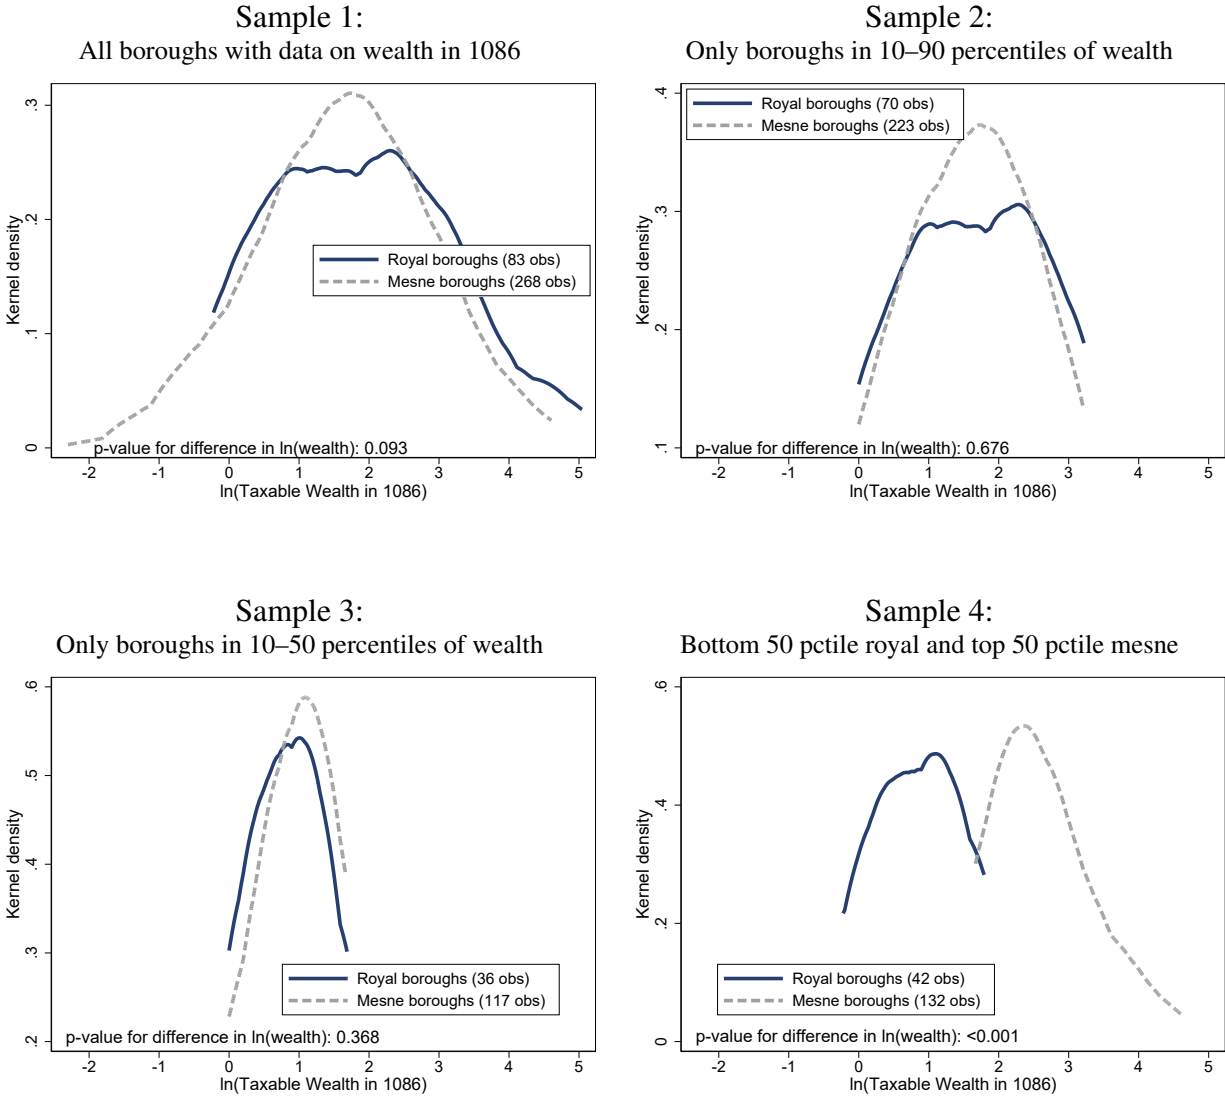 Sample 1:
All boroughs with data on wealth in 1086
.3
.2
.1
0
Kernel density
Royal boroughs (83 obs)
Mesne boroughs (268 obs)
p-value for difference in ln(wealth): 0.093
-2 -1 0 1 2 3 4 5
ln(Taxable Wealth in 1086)
Sample 2:
Only boroughs in 10–90 percentiles of wealth
.4
.3
.2
.1
Kernel density
Royal boroughs (70 obs)
Mesne boroughs (223 obs)
p-value for difference in ln(wealth): 0.676
-2 -1 0 1 2 3 4 5
ln(Taxable Wealth in 1086)
Sample 3:
Only boroughs in 10–50 percentiles of wealth
.6
.5
.4
.3
.2
Kernel density
Royal boroughs (36 obs)
Mesne boroughs (117 obs)
p-value for difference in ln(wealth): 0.368
-2 -1 0 1 2 3 4 5
ln(Taxable Wealth in 1086)
Sample 4:
Bottom 50 pctile royal and top 50 pctile mesne
.6
.4
.2
0
Kernel density
Royal boroughs (42 obs)
Mesne boroughs (132 obs)
p-value for difference in ln(wealth): <0.001
-2 -1 0 1 2 3 4 5
ln(Taxable Wealth in 1086)